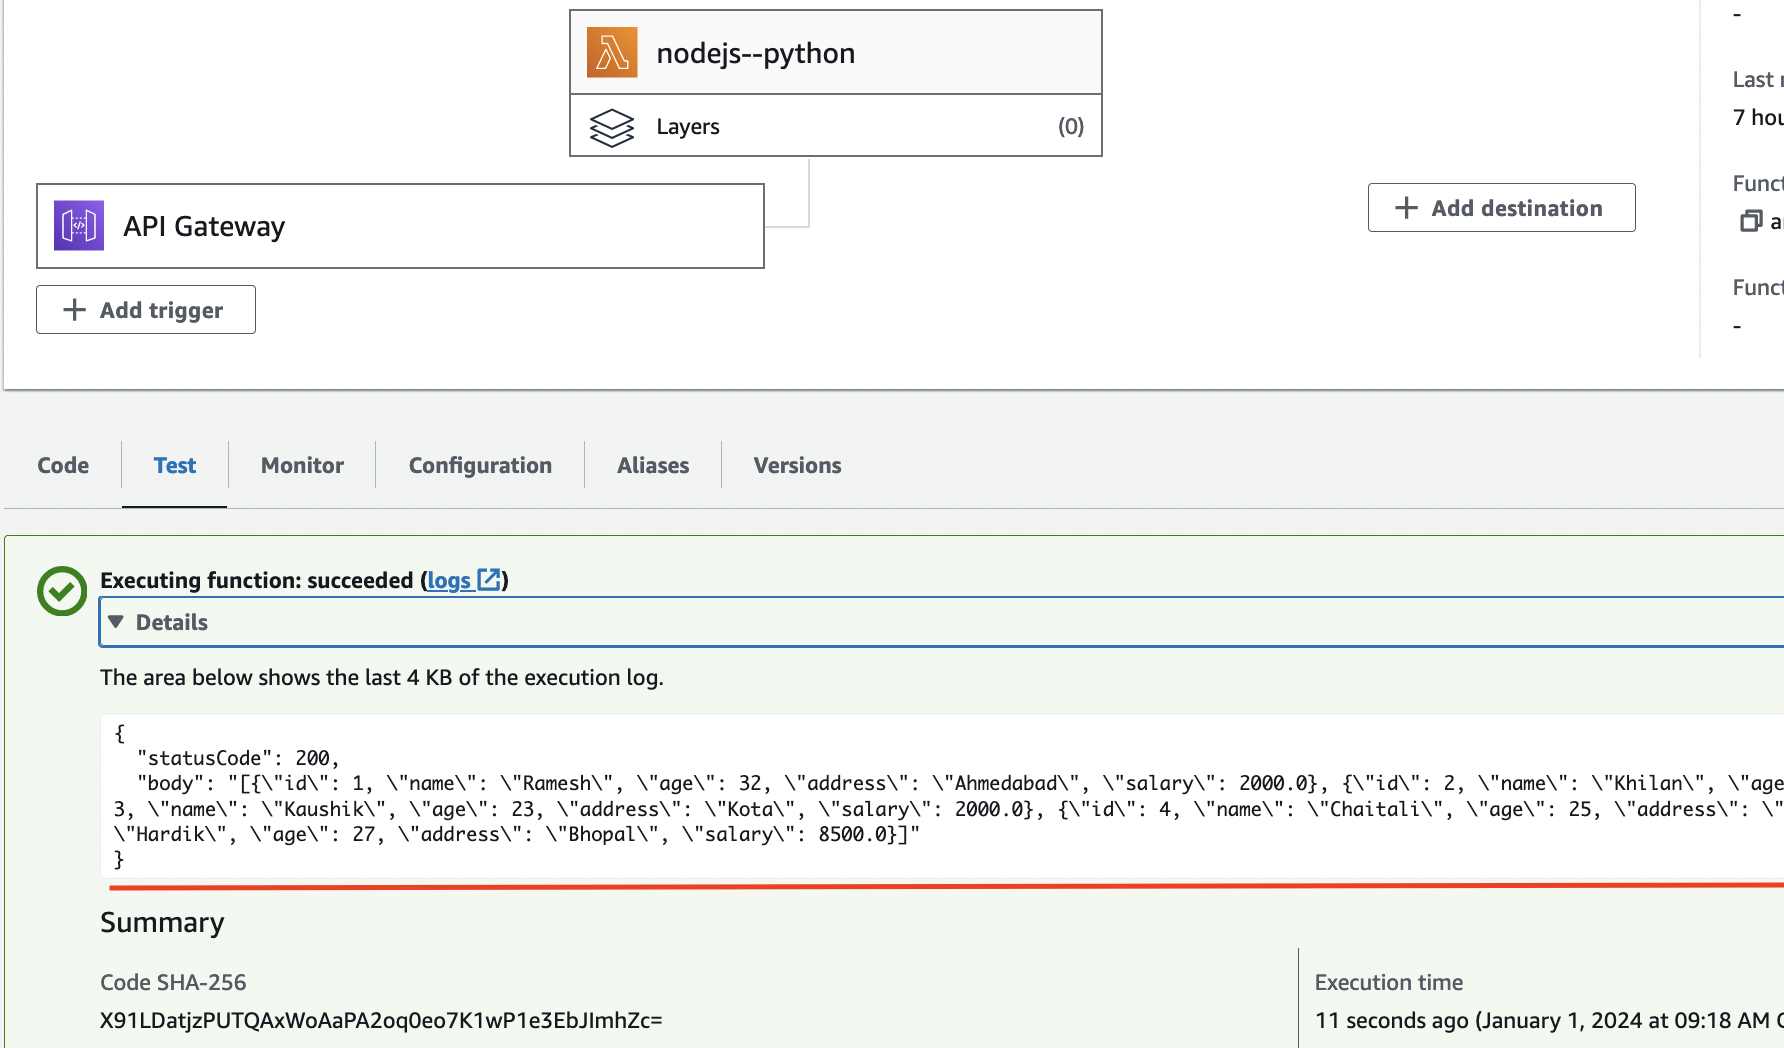 nodejs--python
Layers
(0)
API Gateway
+ Add destination
+ Add trigger
-
Last
7
-
Code
Test
Monitor
Configuration
Aliases
Versions
Executing function: succeeded (logs)
Details
The area below shows the last 4 KB of the execution log.
{
"statusCode": 200,
"body": "[{\"id\": 1, \"name\": \"Ramesh\", \"age\": 32, \"address\": \"Ahmedabad\", \"salary\": 2000.0}, {\"id\": 2, \"name\": \"Khilan\", \"age
3, \"name\": \"Kaushik\", \"age\": 23, \"address\": \"Kota\", \"salary\": 2000.0}, {\"id\": 4, \"name\": \"Chaitali\", \"age\": 25, \"address\": \"
\"Hardik\", \"age\": 27, \"address\": \"Bhopal\", \"salary\": 8500.0}]"
}
Summary
Code SHA-256
X91LDatjzPUTQAxWoAaPA2oq0eo7K1wP1e3EbJImhZc=
Execution time
11 seconds ago (January 1, 2024 at 09:18 AM